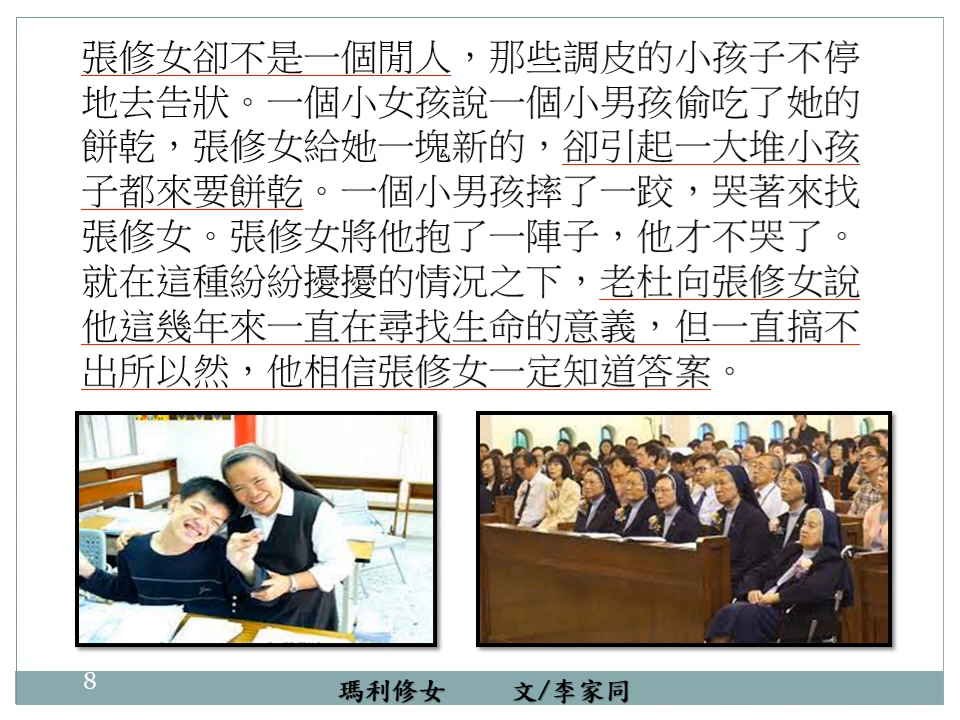 張修女卻不是一個閒人，那些調皮的小孩子不停
地去告狀。一個小女孩說一個小男孩偷吃了她的
餅乾，張修女給她一塊新的，卻引起一大堆小孩
子都來要餅乾。一個小男孩摔了一跤，哭著來找
張修女。張修女將他抱了一陣子，他才不哭了。
就在這種紛紛擾擾的情況之下，老杜向張修女說
他這幾年來一直在尋找生命的意義，但一直搞不
出所以然，他相信張修女一定知道答案。
8
瑪利修女　　文/李家同